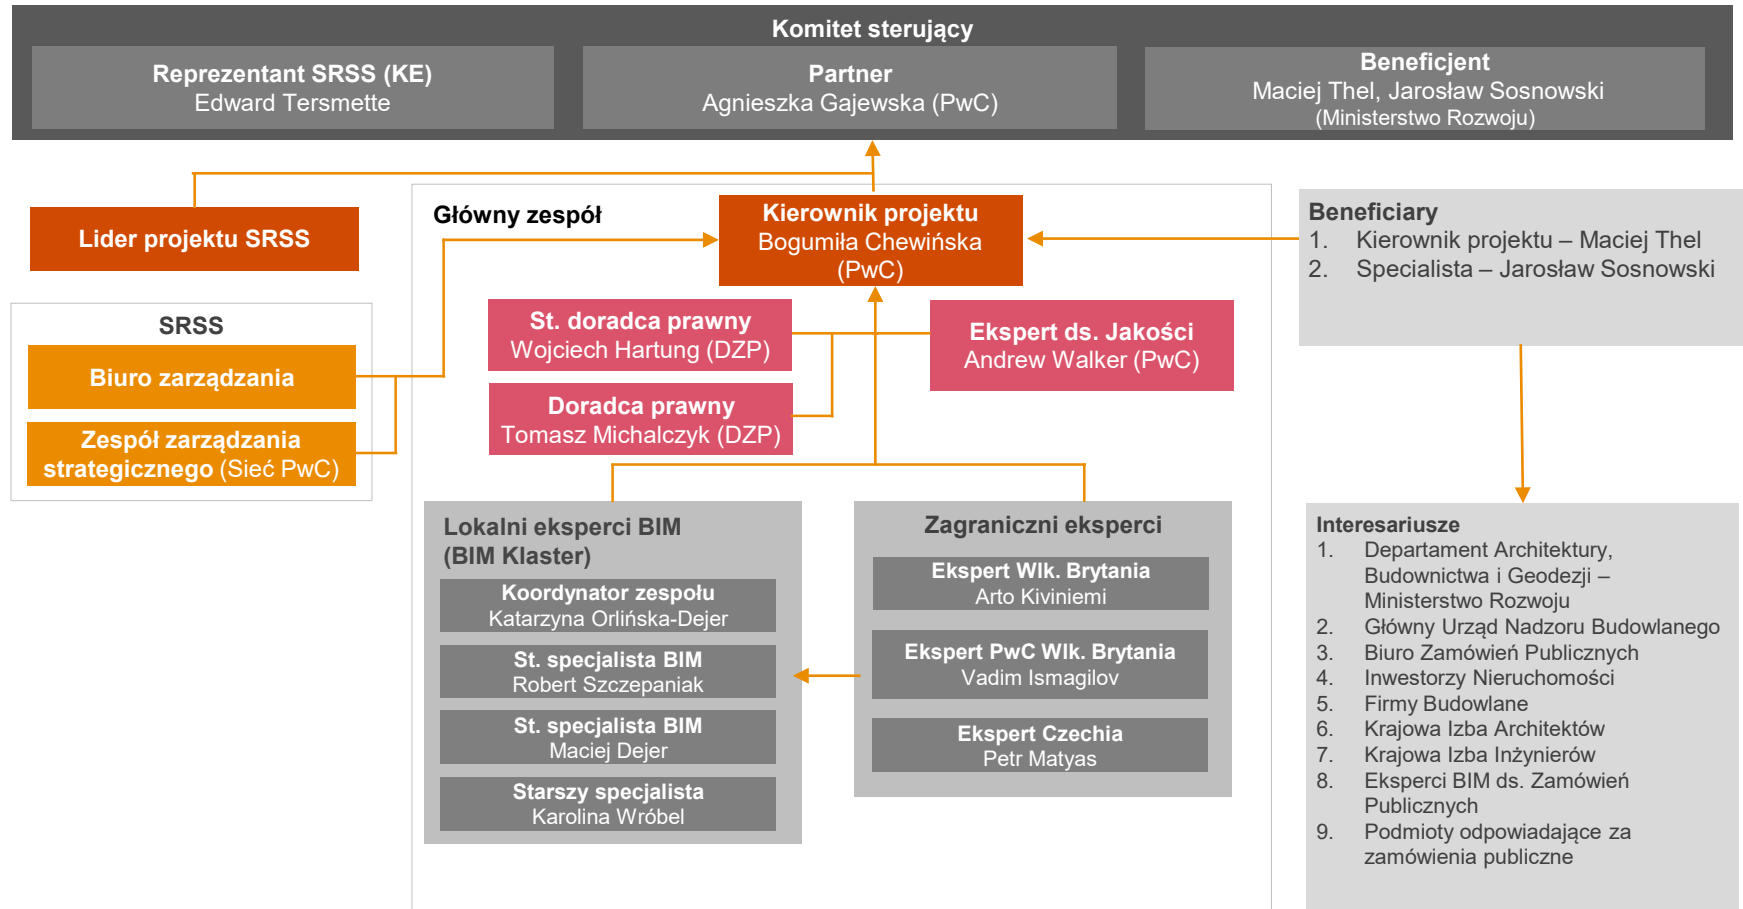 Komitet sterujący
Reprezentant SRSS (KE)
Edward Tersmette
Partner
Agnieszka Gajewska (PwC)
Beneficjent
Maciej Thel, Jarosław Sosnowski
(Ministerstwo Rozwoju)
Lider projektu SRSS
Główny zespół
Kierownik projektu
Bogumiła Chewińska
(PwC)
Beneficiary
1. Kierownik projektu – Maciej Thel
2. Specialista – Jarosław Sosnowski
SRSS
Biuro zarządzania
Zespół zarządzania
strategicznego (Sieć PwC)
St. doradca prawny
Wojciech Hartung (DZP)
Ekspert ds. Jakości
Andrew Walker (PwC)
Doradca prawny
Tomasz Michalczyk (DZP)
Lokalni eksperci BIM
(BIM Klaster)
Koordynator zespołu
Katarzyna Orlińska-Dejer
St. specjalista BIM
Robert Szczepaniak
St. specjalista BIM
Maciej Dejer
Starszy specjalista
Karolina Wróbel
Zagraniczni eksperci
Ekspert Wlk. Brytania
Arto Kiviniemi
Ekspert PwC Wlk. Brytania
Vadim Ismagilov
Ekspert Czechia
Petr Matyas
Interesariusze
1. Departament Architektury,
Budownictwa i Geodezji –
Ministerstwo Rozwoju
2. Główny Urząd Nadzoru Budowlanego
3. Biuro Zamówień Publicznych
4. Inwestorzy Nieruchomości
5. Firmy Budowlane
6. Krajowa Izba Architektów
7. Krajowa Izba Inżynierów
8. Eksperci BIM ds. Zamówień
Publicznych
9. Podmioty odpowiadające za
zamówienia publiczne